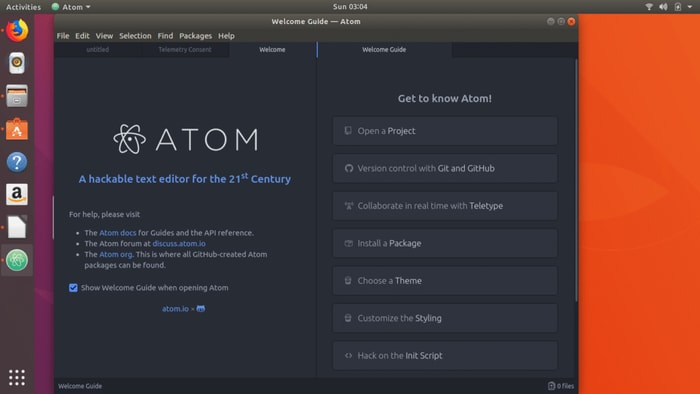 Activities
Atom
Sun 03:04
Welcome Guide — Atom
File Edit View Selection Find Packages Help
untitled
Telemetry Consent
Welcome
Welcome Guide
ATOM
A hackable text editor for the 21st Century
For help, please visit
• The Atom docs for Guides and the API reference.
• The Atom forum at discuss.atom.io
• The Atom org. This is where all GitHub-created Atom
packages can be found.
Show Welcome Guide when opening Atom
atom.io ×
Get to know Atom!
Open a Project
Version control with Git and GitHub
Collaborate in real time with Teletype
Install a Package
Choose a Theme
Customize the Styling
Hack on the Init Script
Welcome Guide
0 files